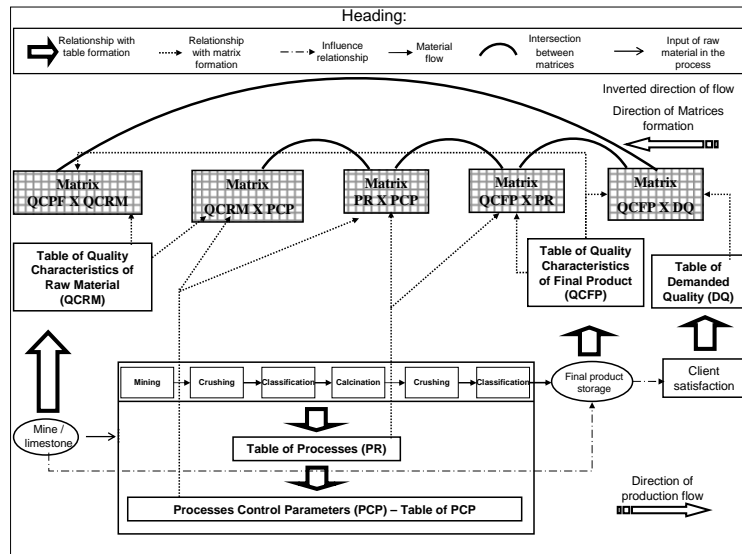 Heading:
Relationship with
table formation
Relationship
with matrix
formation
Influence
relationship
Material
flow
Intersection
between
matrices
Input of raw
material in the
process
Inverted direction of flow
Direction of Matrices
formation
Matrix
QCPF X QCRM
Matrix
QCRM X PCP
Matrix
PR X PCP
Matrix
QCFP X PR
Matrix
QCFP X DQ
Table of Quality
Characteristics of
Raw Material
(QCRM)
Table of Quality
Characteristics
of Final Product
(QCFP)
Table of
Demanded
Quality (DQ)
Mining
Crushing
Classification
Calcination
Crushing
Classification
Final product
storage
Client
satisfaction
Mine /
limestone
Table of Processes (PR)
Processes Control Parameters (PCP) – Table of PCP
Direction of
production flow